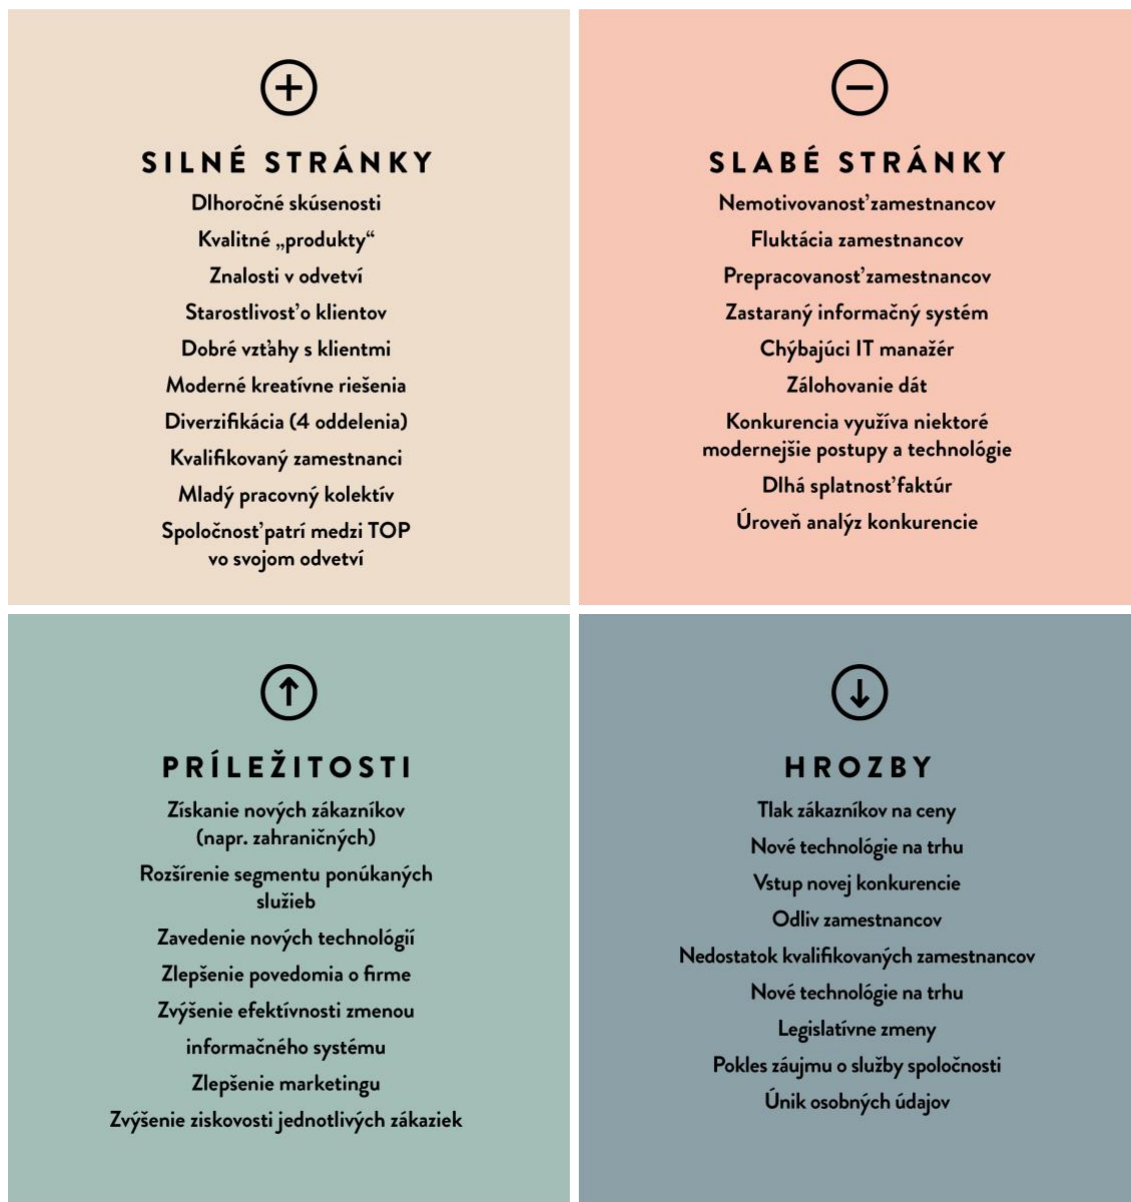 SILNÉ STRÁNKY
Dlhoročné skúsenosti
Kvalitné „produkty“
Znalosti v odvetví
Starostlivosť o klientov
Dobré vzťahy s klientmi
Moderné kreatívne riešenia
Diverzifikácia (4 oddelenia)
Kvalifikovaný zamestnanci
Mladý pracovný kolektív
Spoločnosť patrí medzi TOP
vo svojom odvetví
SLABÉ STRÁNKY
Nemotivovanosť zamestnancov
Fluktácia zamestnancov
Prepracovanosť zamestnancov
Zastaraný informačný systém
Chýbajúci IT manažér
Zálohovanie dát
Konkurencia využíva niektoré
modernejšie postupy a technológie
Dlhá splatnosť faktúr
Úroveň analýz konkurencie
PRÍLEŽITOSTI
Získanie nových zákazníkov
(napr. zahraničných)
Rozšírenie segmentu ponúkaných
služieb
Zavedenie nových technológií
Zlepšenie povedomia o firme
Zvýšenie efektívnosti zmenou
informačného systému
Zlepšenie marketingu
Zvýšenie ziskovosti jednotlivých zákaziek
HROZBY
Tlak zákazníkov na ceny
Nové technológie na trhu
Vstup novej konkurencie
Odliv zamestnancov
Nedostatok kvalifikovaných zamestnancov
Nové technológie na trhu
Legislatívne zmeny
Pokles záujmu o služby spoločnosti
Únik osobných údajov